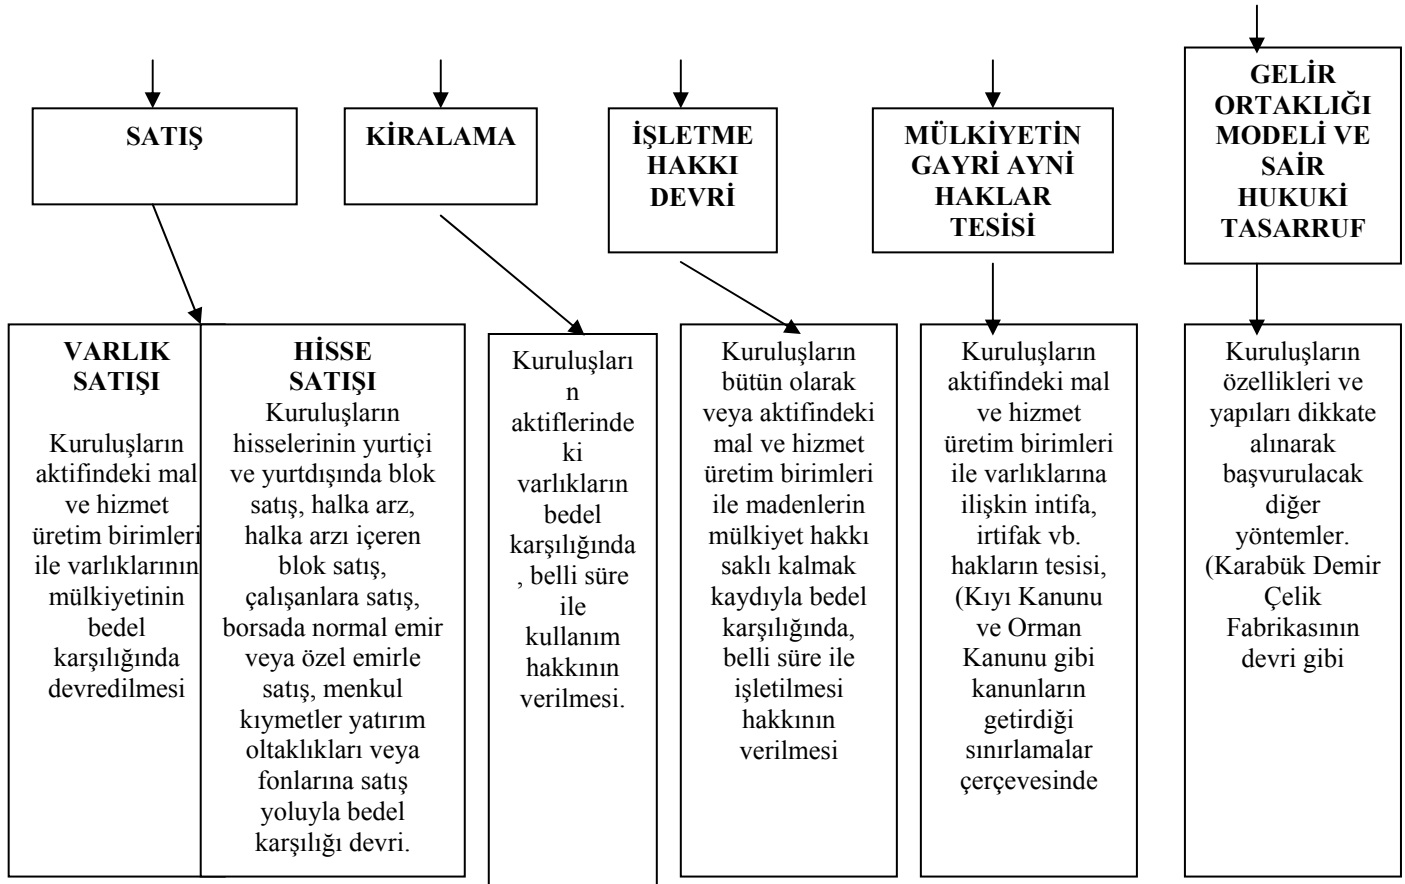 SATIŞ
KİRALAMA
İŞLETME
HAKKI
DEVRİ
MÜLKİYETİN
GAYRİ AYNİ
HAKLAR
TESİSİ
GELİR
ORTAKLIĞI
MODELİ VE
SAİR
HUKUKİ
TASARRUF
VARLIK
SATIŞI
Kuruluşların
aktifindeki mal
ve hizmet
üretim birimleri
ile varlıklarının
mülkiyetinin
bedel
karşılığında
devredilmesi
HİSSE
SATIŞI
Kuruluşların
hisselerinin yurtiçi
ve yurtdışında blok
satış, halka arz,
halka arzı içeren
blok satış,
çalışanlara satış,
borsada normal emir
veya özel emirle
satış, menkul
kıymetler yatırım
oltaklıkları veya
fonlarına satış
yoluyla bedel
karşılığı devri.
Kuruluşları
n
aktiflerinde
ki
varlıkların
bedel
karşılığında
, belli süre
ile
kullanım
hakkının
verilmesi.
Kuruluşların
bütün olarak
veya aktifindeki
mal ve hizmet
üretim birimleri
ile madenlerin
mülkiyet hakkı
saklı kalmak
kaydıyla bedel
karşılığında,
belli süre ile
işletilmesi
hakkının
verilmesi
Kuruluşların
aktifindeki mal
ve hizmet
üretim birimleri
ile varlıklarına
ilişkin intifa,
irtifak vb.
hakların tesisi,
(Kıyı Kanunu
ve Orman
Kanunu gibi
kanunların
getirdiği
sınırlamalar
çerçevesinde
Kuruluşların
özellikleri ve
yapıları dikkate
alınarak
başvurulacak
diğer
yöntemler.
(Karabük Demir
Çelik
Fabrikasının
devri gibi